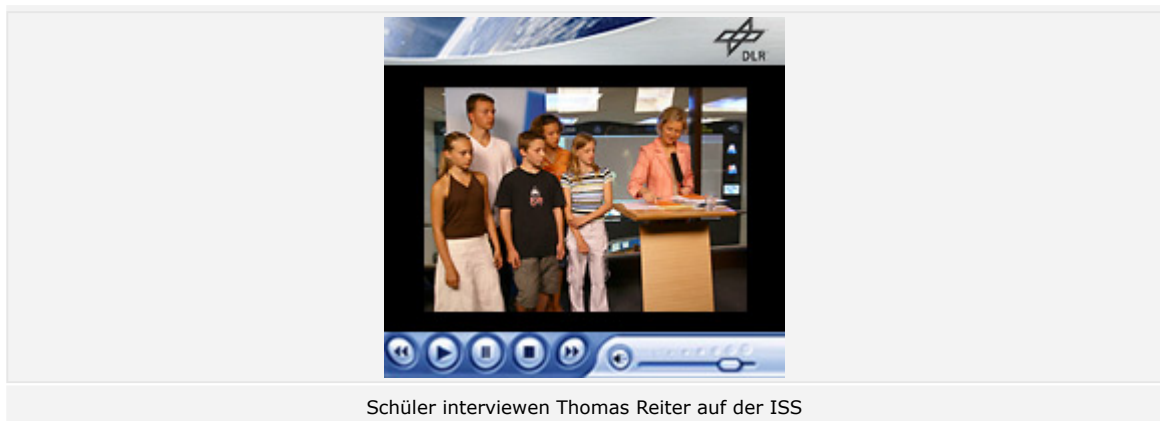 DLR
Schüler interviewen Thomas Reiter auf der ISS